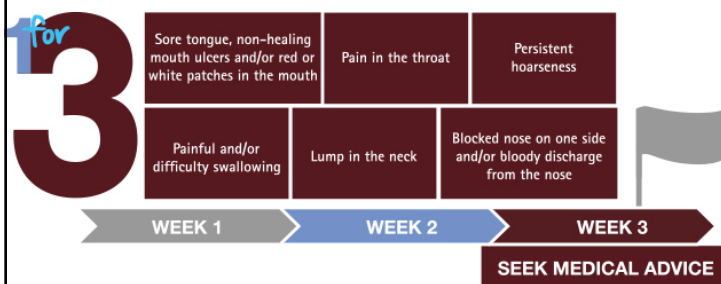 1 for
3
Sore tongue, non-healing
mouth ulcers and/or red or
white patches in the mouth
Pain in the throat
Persistent
hoarseness
Painful and/or
difficulty swallowing
Lump in the neck
Blocked nose on one side
and/or bloody discharge
from the nose
WEEK 1
WEEK 2
WEEK 3
SEEK MEDICAL ADVICE